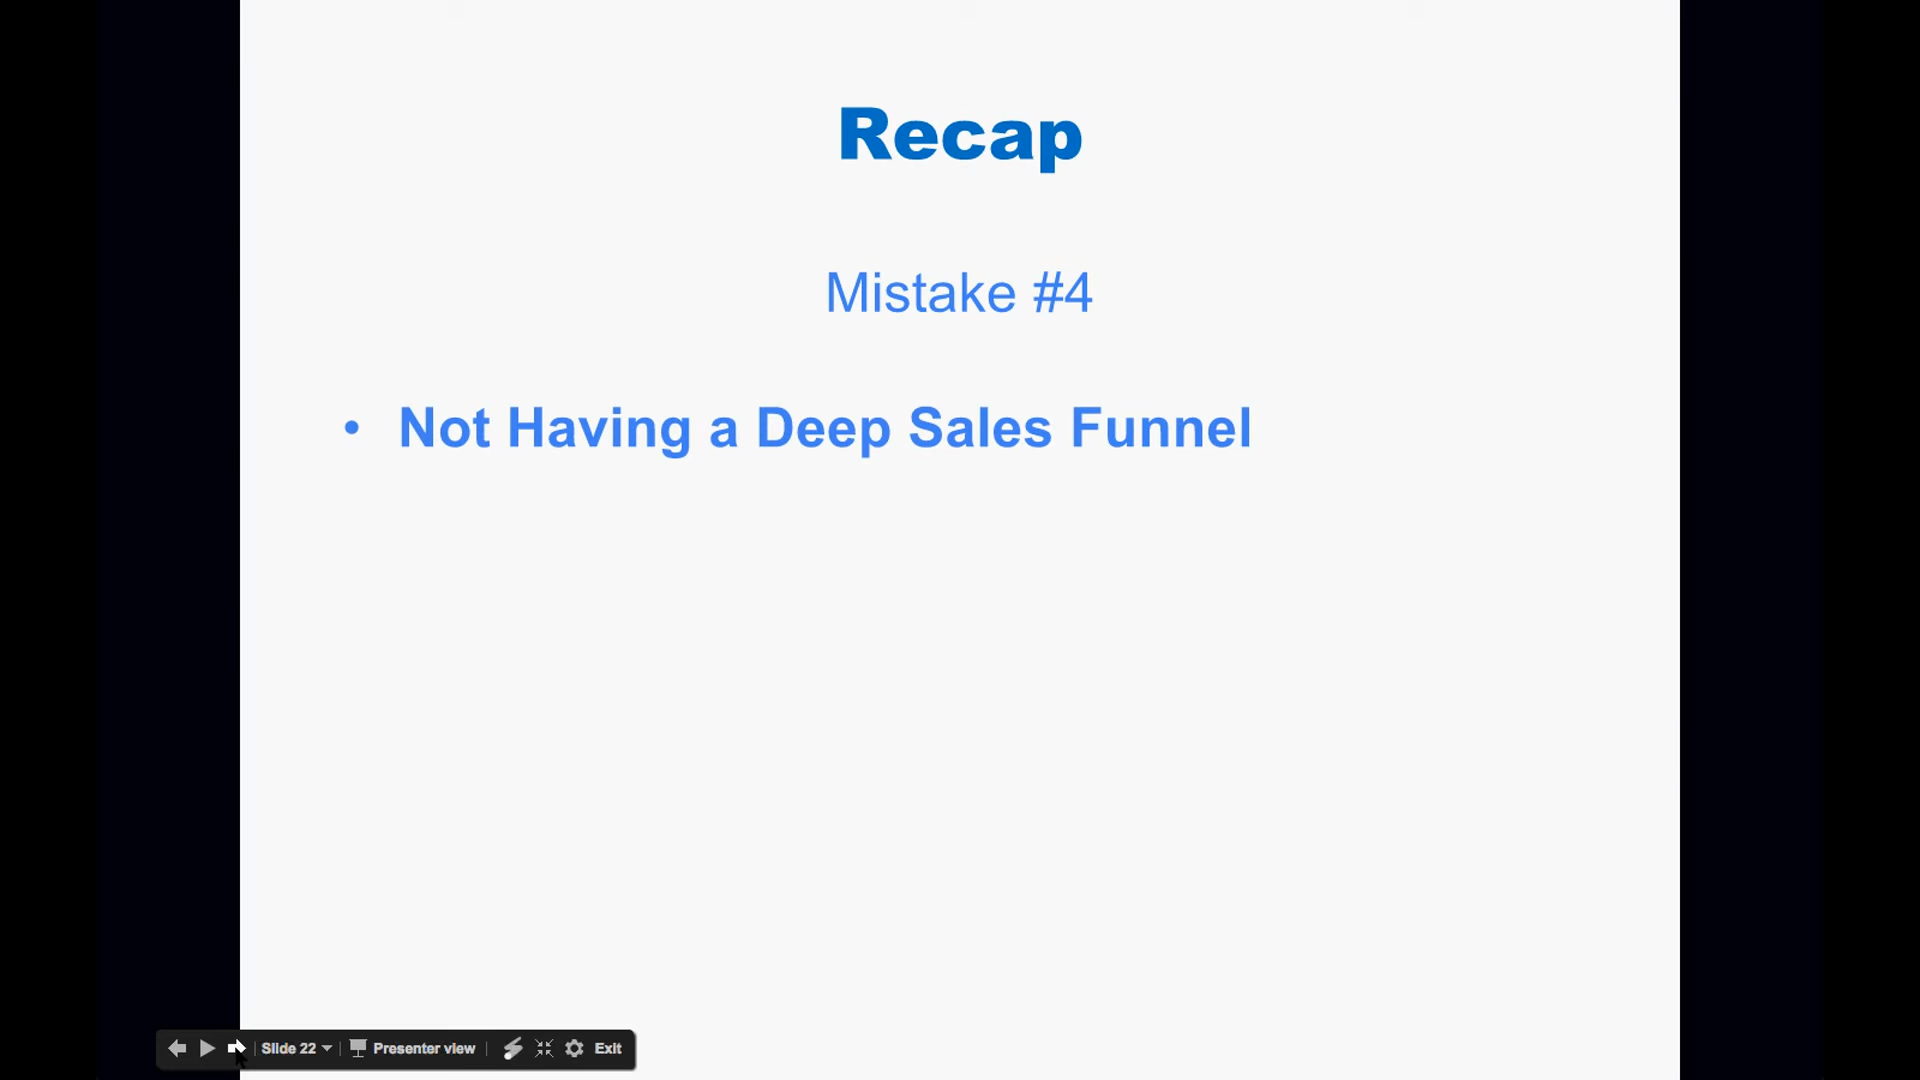 Recap
Mistake #4
• Not Having a Deep Sales Funnel
Slide 22 Presenter view Exit